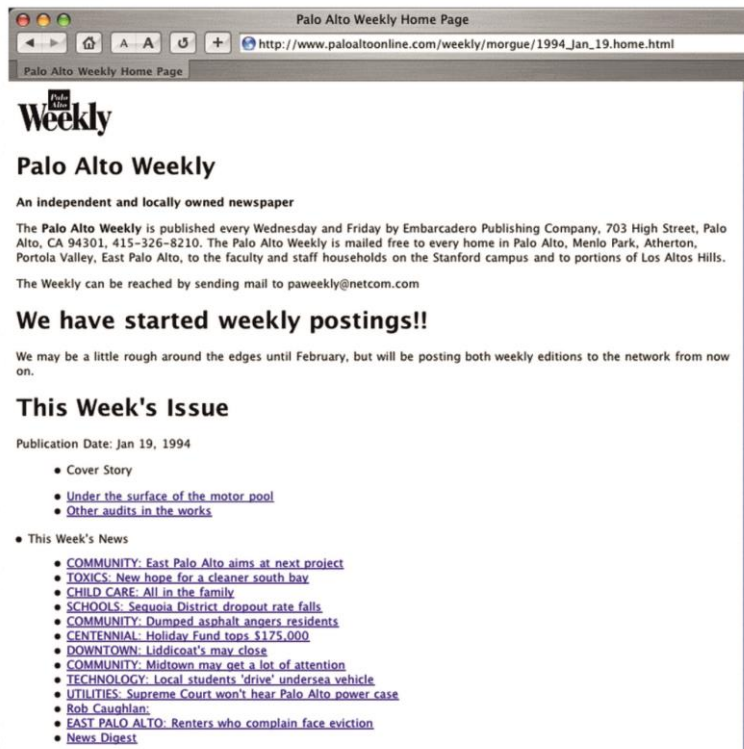 Palo Alto Weekly Home Page
A A + http://www.paloaltoonline.com/weekly/morgue/1994_Jan_19.home.html
Palo Alto Weekly Home Page
Palo
Alto
Weekly
Palo Alto Weekly
An independent and locally owned newspaper
The Palo Alto Weekly is published every Wednesday and Friday by Embarcadero Publishing Company, 703 High Street, Palo
Alto, CA 94301, 415-326-8210. The Palo Alto Weekly is mailed free to every home in Palo Alto, Menlo Park, Atherton,
Portola Valley, East Palo Alto, to the faculty and staff households on the Stanford campus and to portions of Los Altos Hills.
The Weekly can be reached by sending mail to paweekly@netcom.com
We have started weekly postings!!
We may be a little rough around the edges until February, but will be posting both weekly editions to the network from now
on.
This Week's Issue
Publication Date: Jan 19, 1994
• Cover Story
• Under the surface of the motor pool
• Other audits in the works
• This Week's News
• COMMUNITY: East Palo Alto aims at next project
• TOXICS: New hope for a cleaner south bay
• CHILD CARE: All in the family
• SCHOOLS: Sequoia District dropout rate falls
• COMMUNITY: Dumped asphalt angers residents
• CENTENNIAL: Holiday Fund tops $175,000
• DOWNTOWN: Liddicoat's may close
• COMMUNITY: Midtown may get a lot of attention
• TECHNOLOGY: Local students 'drive' undersea vehicle
• UTILITIES: Supreme Court won't hear Palo Alto power case
• Rob Caughlan:
• EAST PALO ALTO: Renters who complain face eviction
• News Digest